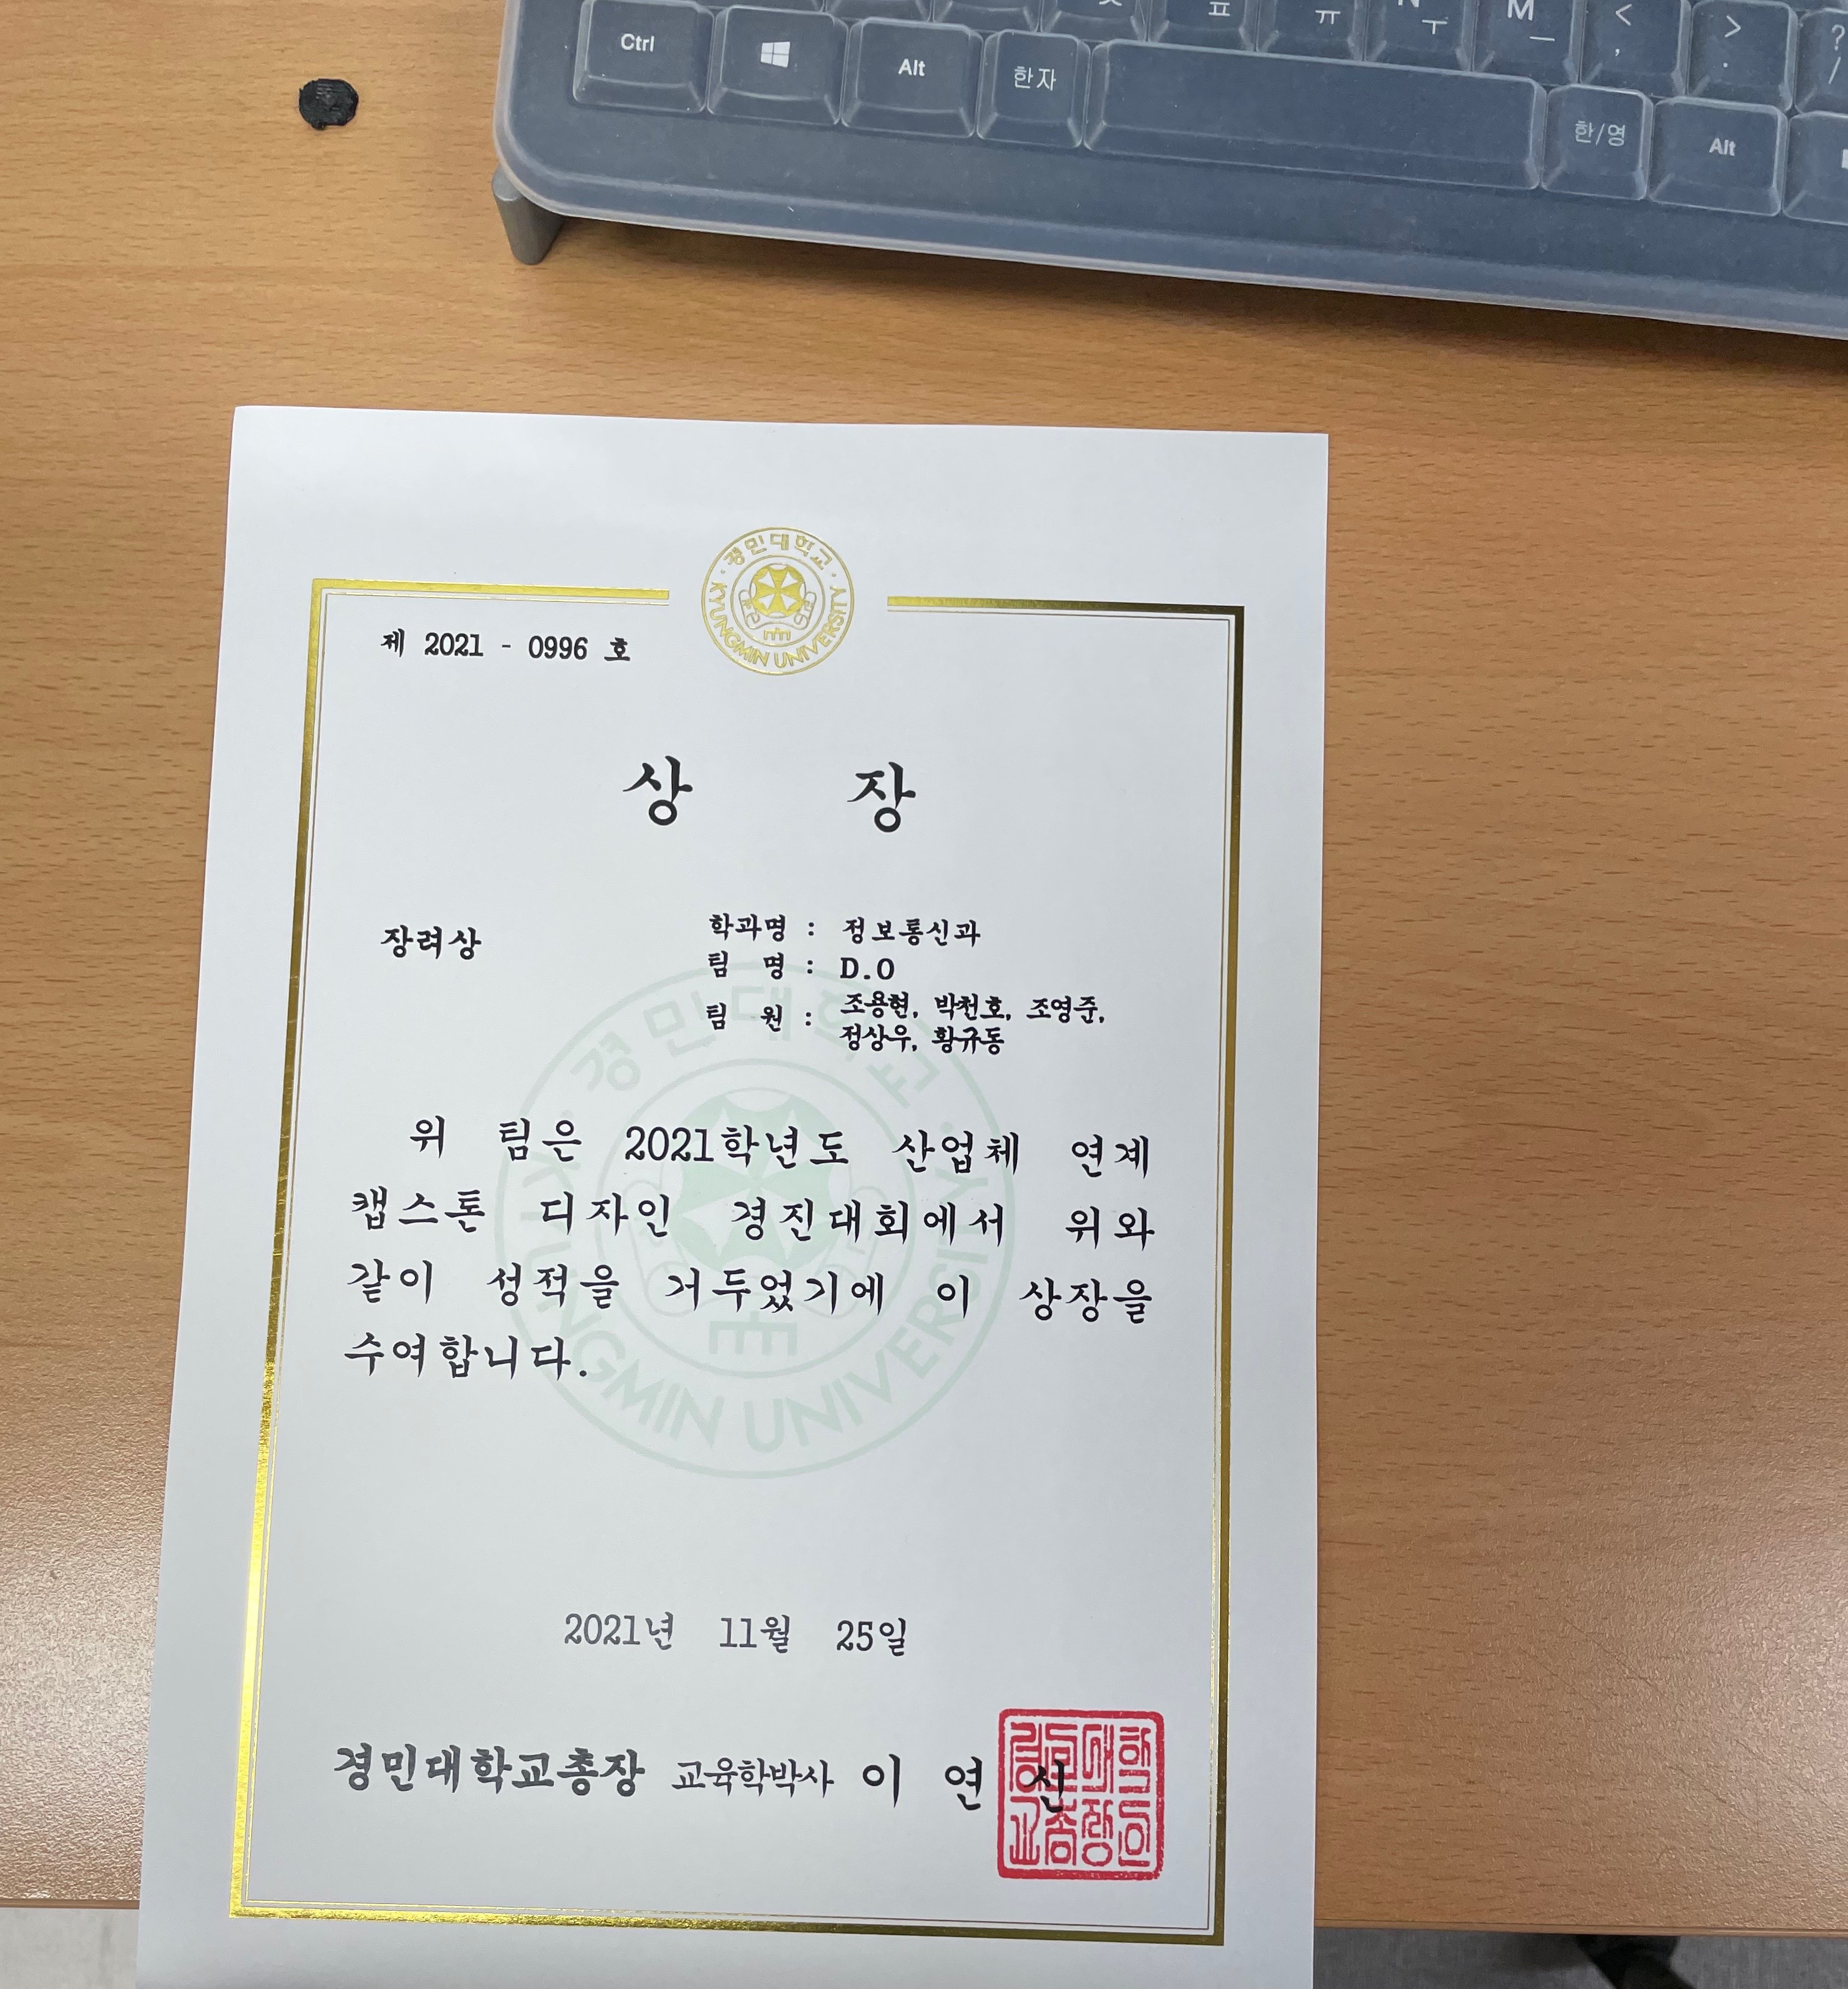 Ctrl
Alt
한자
ㅍ
ㅠ
N ㅜ
M ㅡ
< ,
> .
? /
한/영
Alt
경민대학교
KYUNGMIN UNIVERSITY
제 2021 - 0996 호
상 장
장려상
학과명 : 정보통신과
팀 명 : D.O
팀 원 : 조용현, 박천호, 조영준,
정상우, 황규동
위 팀은 2021학년도 산업체 연계
캡스톤 디자인 경진대회에서 위와
같이 성적을 거두었기에 이 상장을
수여합니다.
경민대학교
KYUNGMIN UNIVERSITY
2021년 11월 25일
경민대학교총장 교육학박사 이 연 신